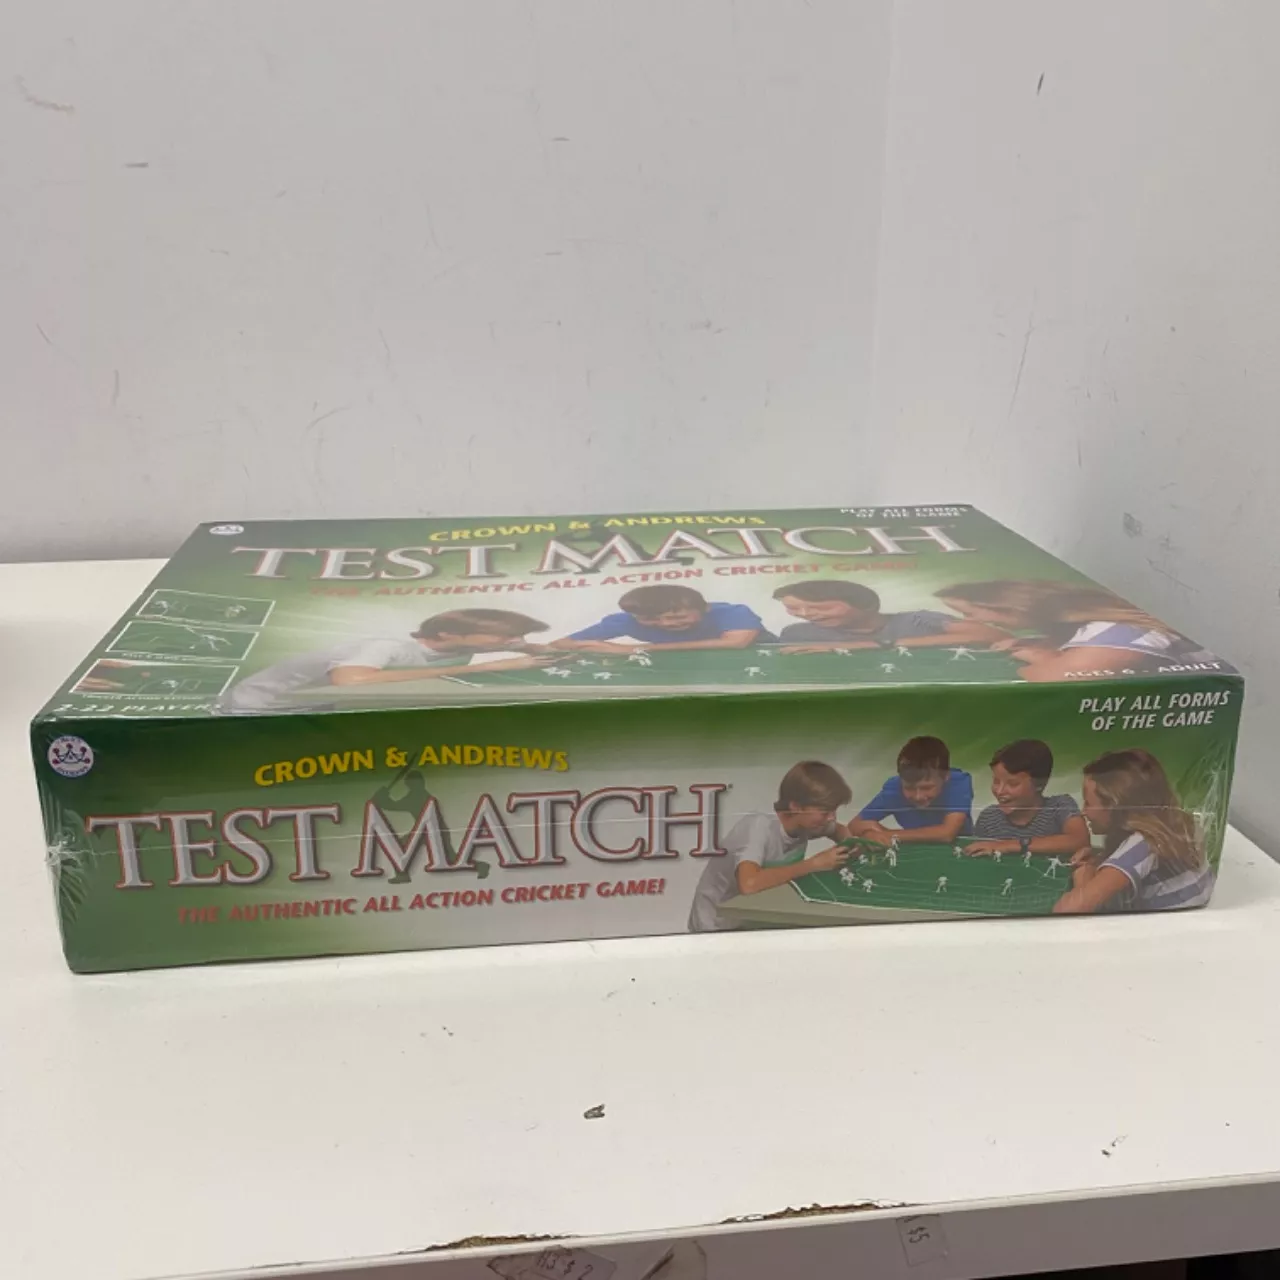 PLAY ALL FORMS
OF THE GAME
CROWN & ANDREWS
TEST MATCH
THE AUTHENTIC ALL ACTION CRICKET GAME!
AGES 6 - ADULT
2-22 PLAYERS
PLAY ALL FORMS
OF THE GAME
CROWN & ANDREWS
TEST MATCH
THE AUTHENTIC ALL ACTION CRICKET GAME!
$5
$2